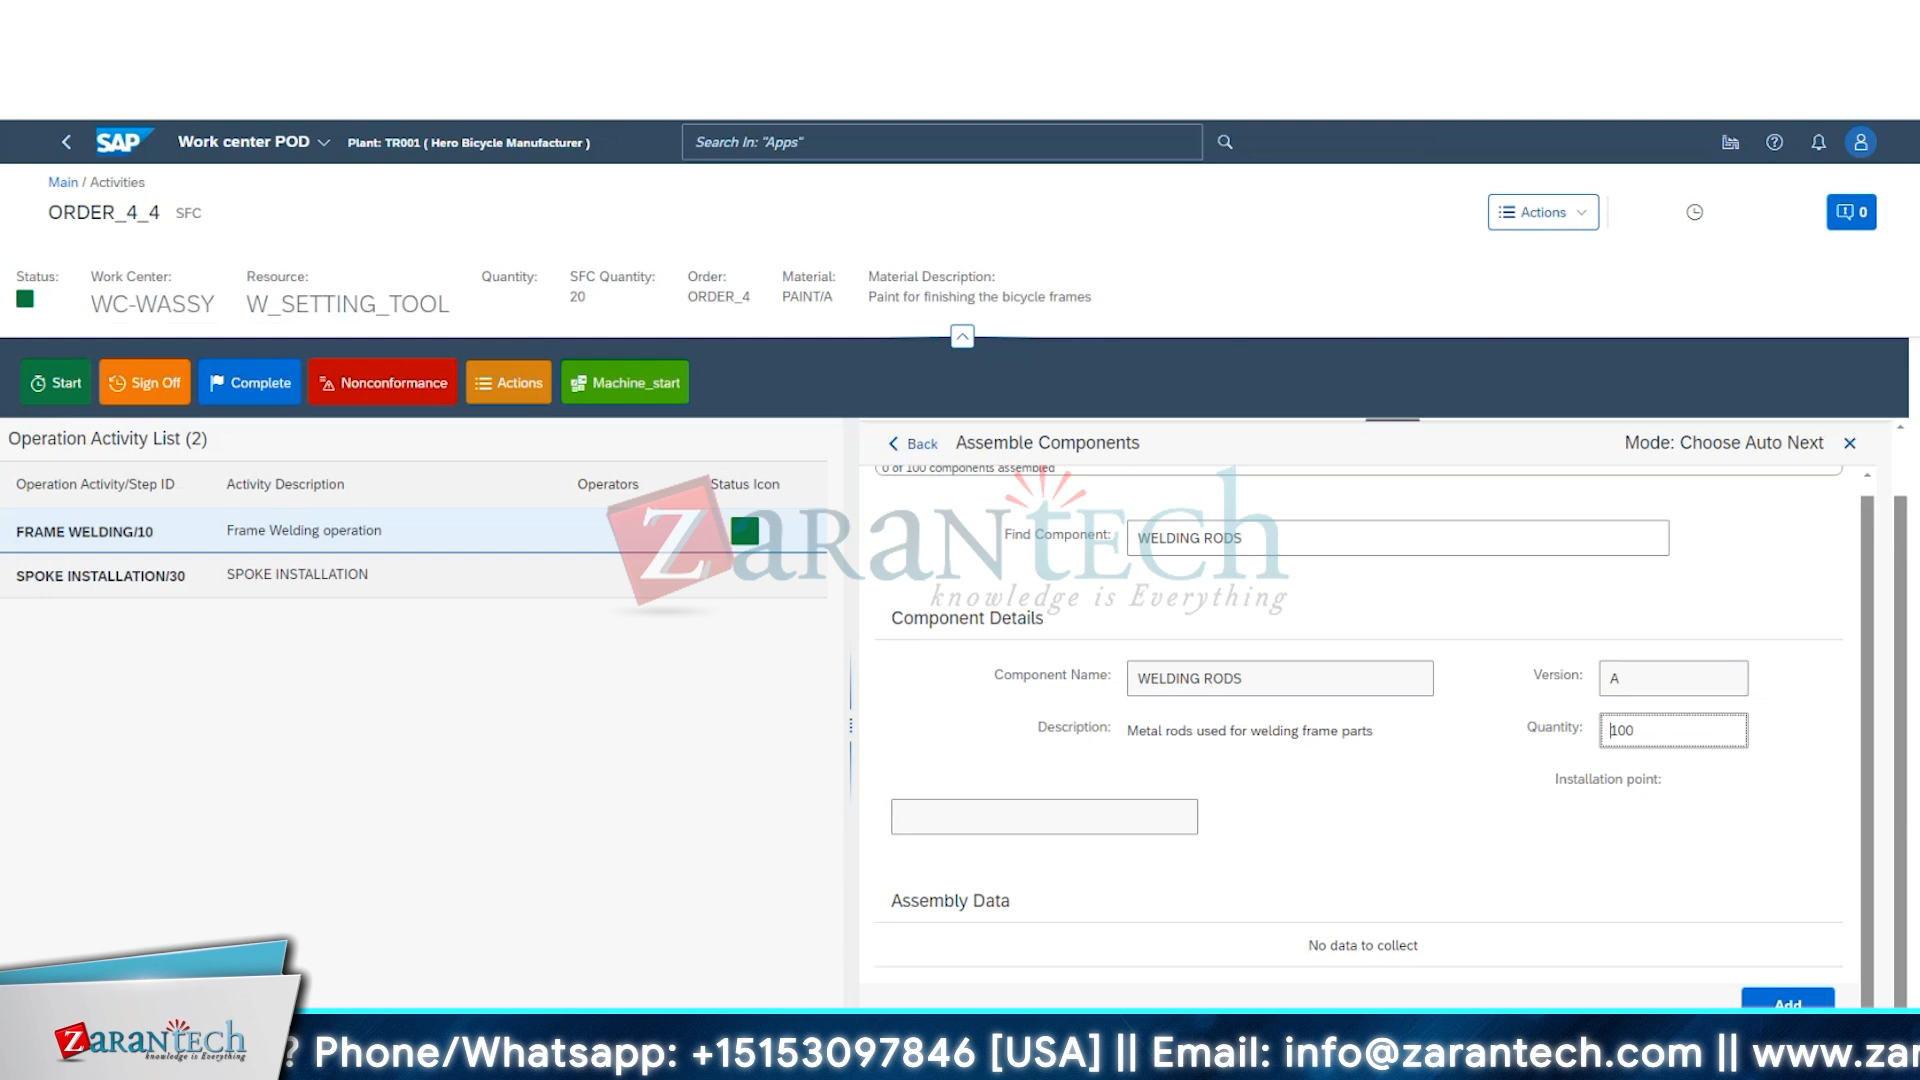 SAP Work center POD Plant: TR001 ( Hero Bicycle Manufacturer ) Search In: "Apps"
Main / Activities
ORDER_4_4 SFC Actions 0
Status: Work Center: Resource: Quantity: SFC Quantity: Order: Material: Material Description:
WC-WASSY W_SETTING_TOOL 20 ORDER_4 PAINT/A Paint for finishing the bicycle frames
Start Sign Off Complete Nonconformance Actions Machine_start
Operation Activity List (2)
Operation Activity/Step ID Activity Description Operators Status Icon
FRAME WELDING/10 Frame Welding operation
SPOKE INSTALLATION/30 SPOKE INSTALLATION
Back Assemble Components Mode: Choose Auto Next
0 of 100 components assembled
Find Component: WELDING RODS
ZaranTech
knowledge is Everything
Component Details
Component Name: WELDING RODS Version: A
Description: Metal rods used for welding frame parts Quantity: 100
Installation point:
Assembly Data
No data to collect
Add
ZaranTech
knowledge is Everything
? Phone/Whatsapp: +15153097846 [USA] || Email: info@zarantech.com || www.zar